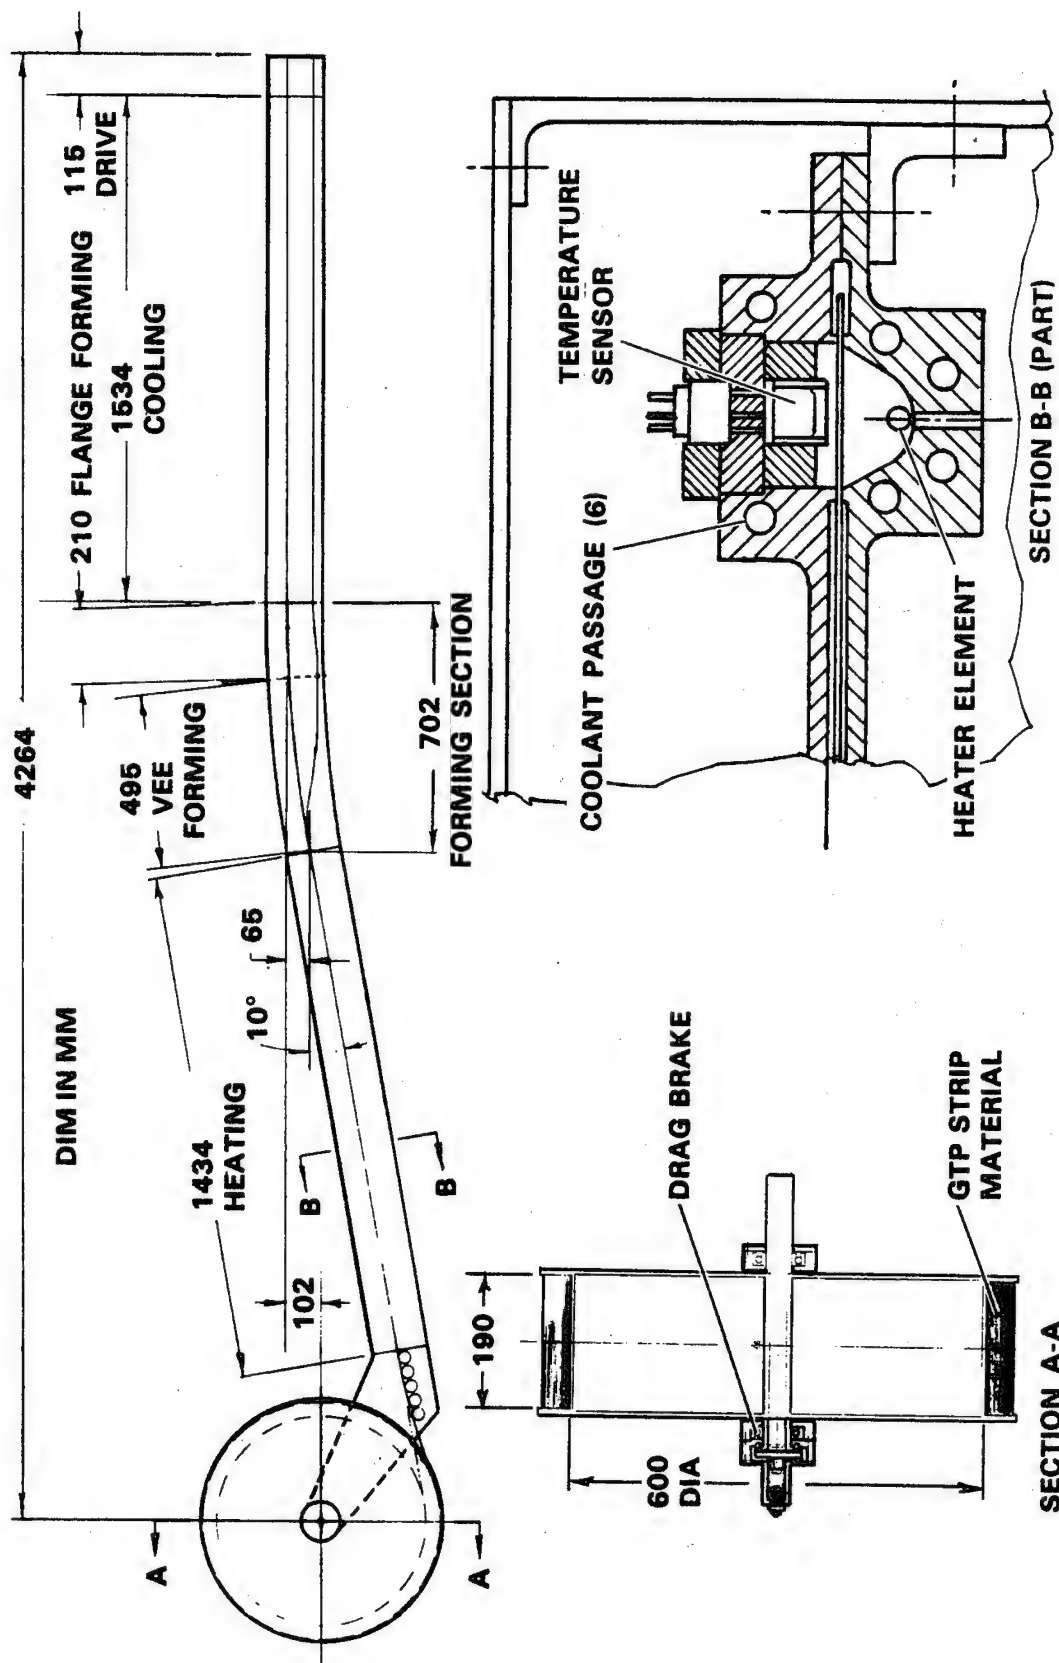 4264
115
DRIVE
210 FLANGE FORMING
1534
COOLING
495
VEE
FORMING
702
FORMING SECTION
65
10°
DIM IN MM
1434
HEATING
102
B
B
A
A
190
600
DIA
DRAG BRAKE
GTP STRIP
MATERIAL
SECTION A-A
TEMPERATURE
SENSOR
COOLANT PASSAGE (6)
HEATER ELEMENT
SECTION B-B (PART)